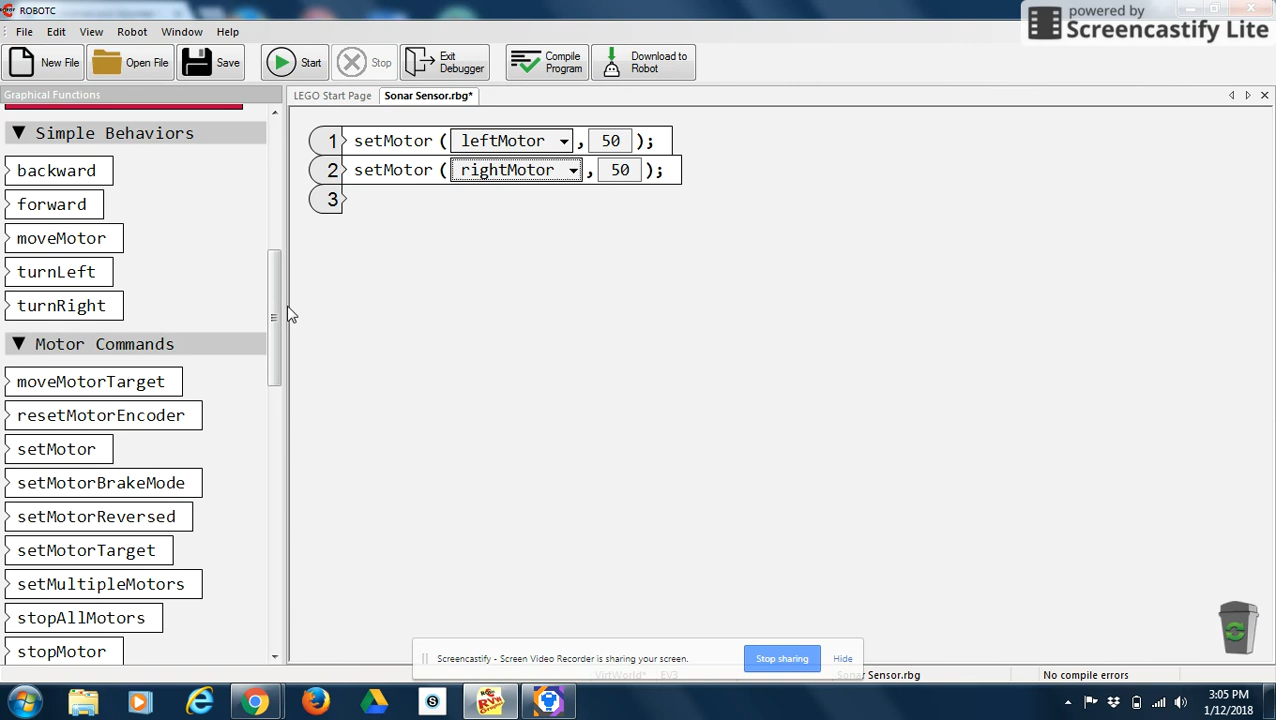 ROBOTC
powered by
Screencastify Lite
File Edit View Robot Window Help
New File Open File Save Start Stop Exit Debugger Compile Program Download to Robot
Graphical Functions
LEGO Start Page Sonar Sensor.rbg*
Simple Behaviors
backward
forward
moveMotor
turnLeft
turnRight
Motor Commands
moveMotorTarget
resetMotorEncoder
setMotor
setMotorBrakeMode
setMotorReversed
setMotorTarget
setMultipleMotors
stopAllMotors
stopMotor
1 setMotor ( leftMotor , 50 );
2 setMotor ( rightMotor , 50 );
3
Screencastify - Screen Video Recorder is sharing your screen. Stop sharing Hide
VirtWorld* EV3 Sonar Sensor.rbg No compile errors
3:05 PM
1/12/2018